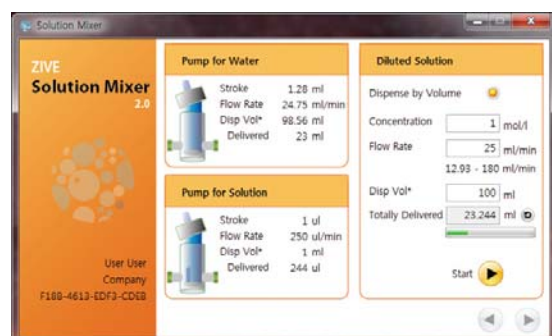 Solution Mixer
ZIVE
Solution Mixer
2.0
User User
Company
F188-4613-EDF3-CDEB
Pump for Water
Stroke 1.28 ml
Flow Rate 24.75 ml/min
Disp Vol* 98.56 ml
Delivered 23 ml
Pump for Solution
Stroke 1 ul
Flow Rate 250 ul/min
Disp Vol* 1 ml
Delivered 244 ul
Diluted Solution
Dispense by Volume
Concentration 1 mol/l
Flow Rate 25 ml/min
12.93 - 180 ml/min
Disp Vol* 100 ml
Totally Delivered 23.244 ml
Start